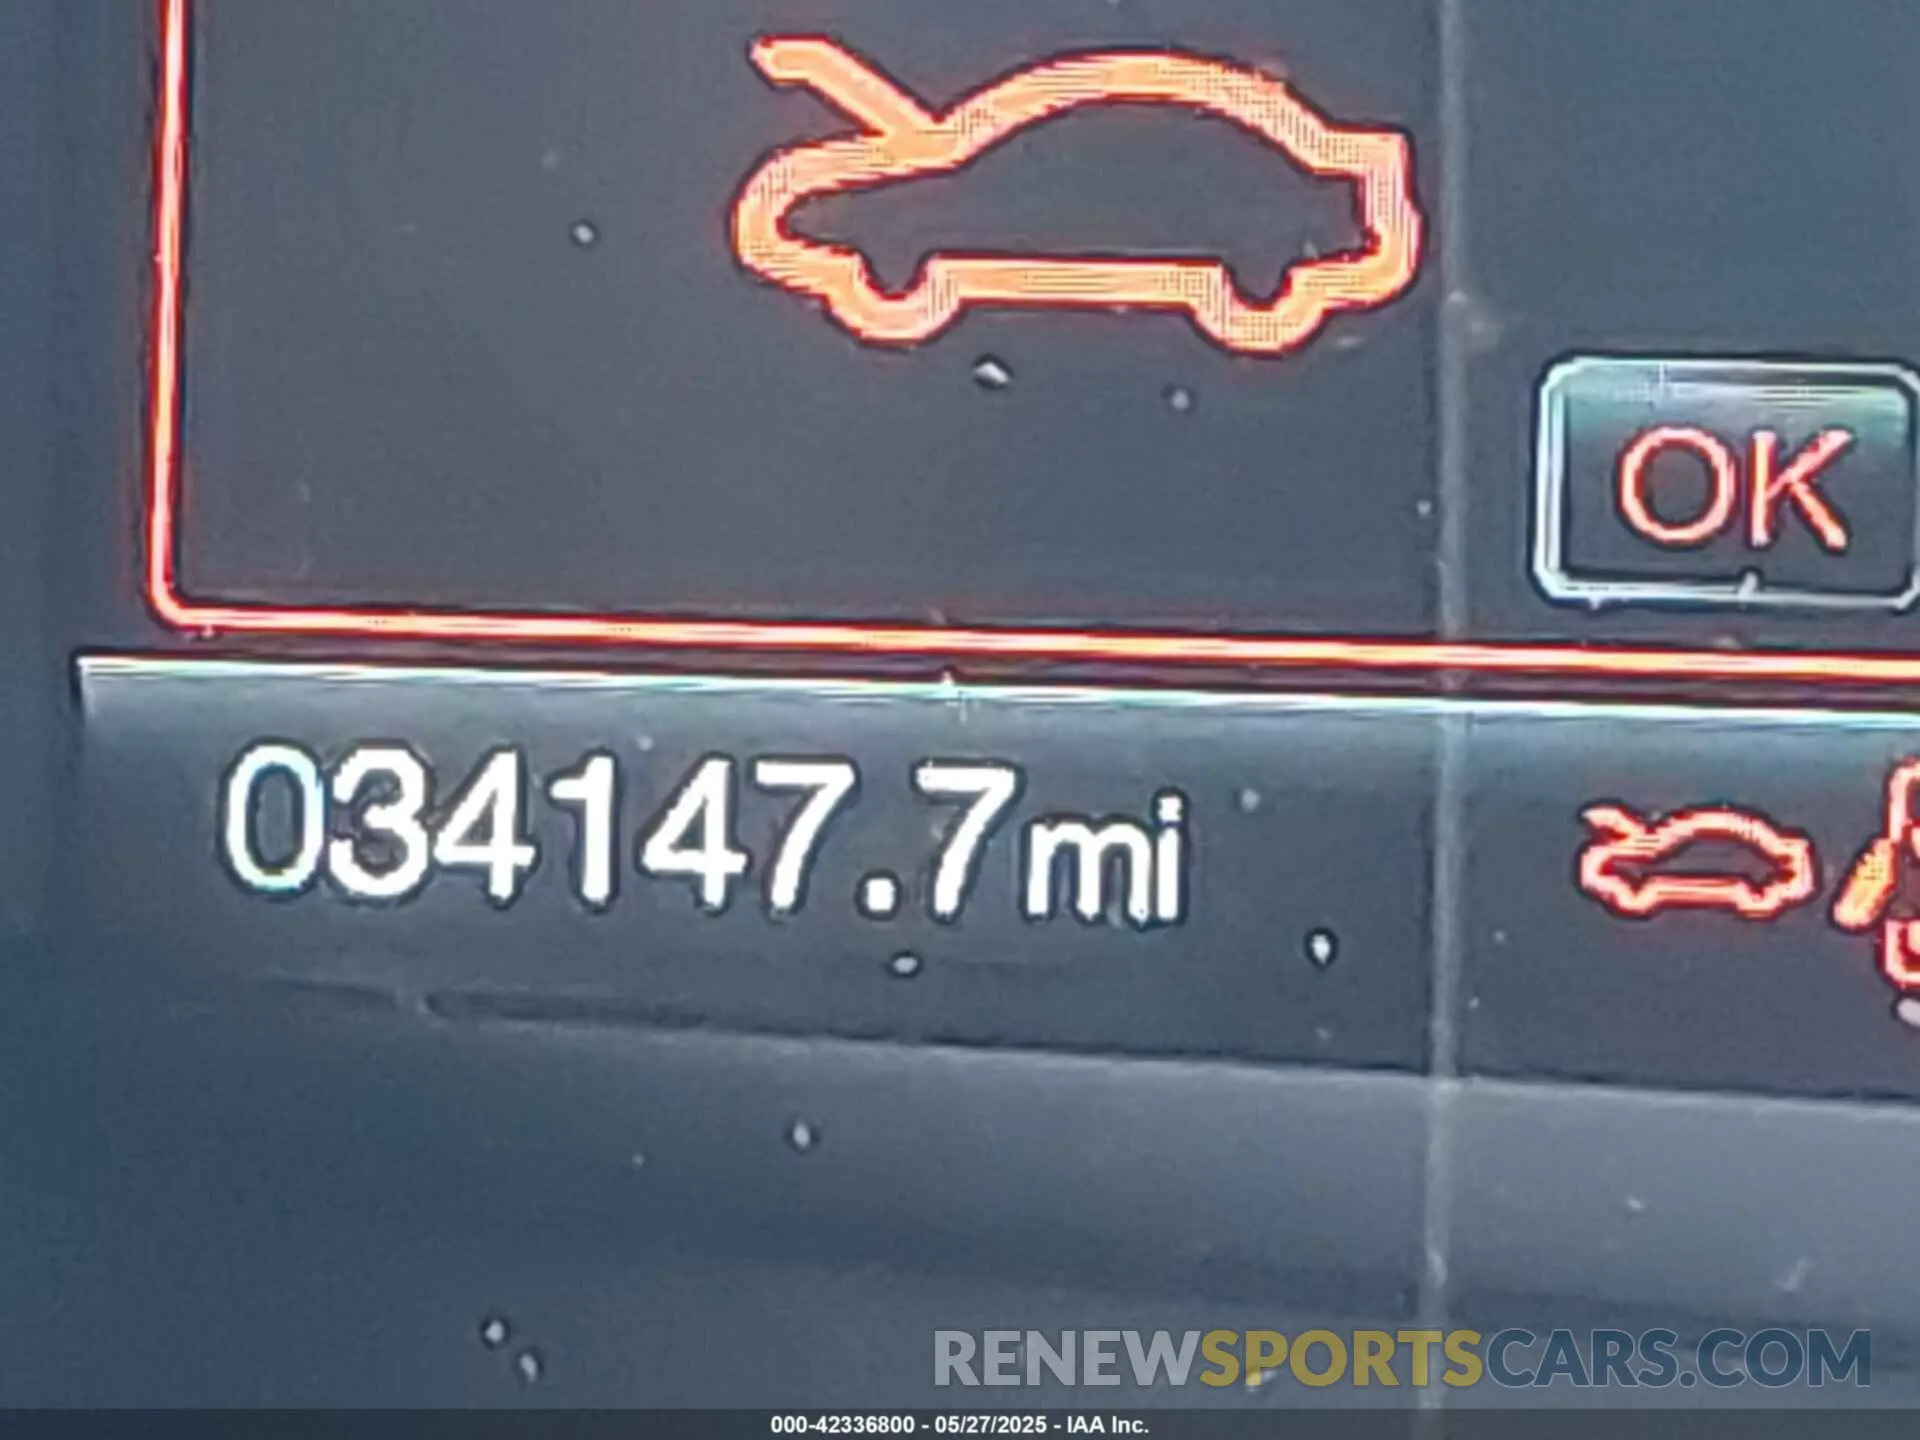 OK
034147.7mi
RENEWSPORTSCARS.COM
000-42336800 - 05/27/2025 - IAA Inc.